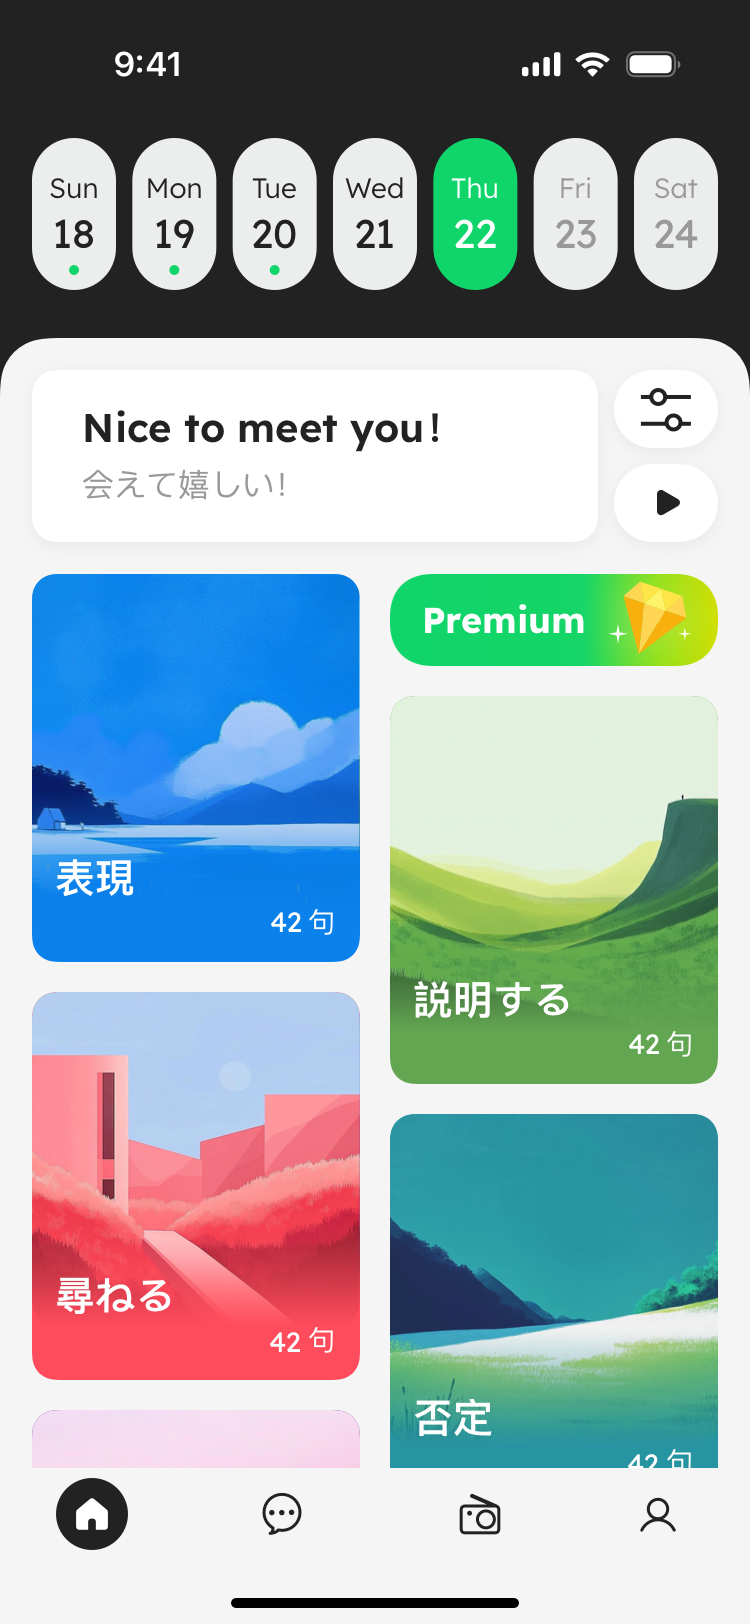 9:41
Sun Mon Tue Wed Thu Fri Sat
18 19 20 21 22 23 24
Nice to meet you!
会えて嬉しい!
Premium
表現
42 句
説明する
42 句
尋ねる
42 句
否定
42 句